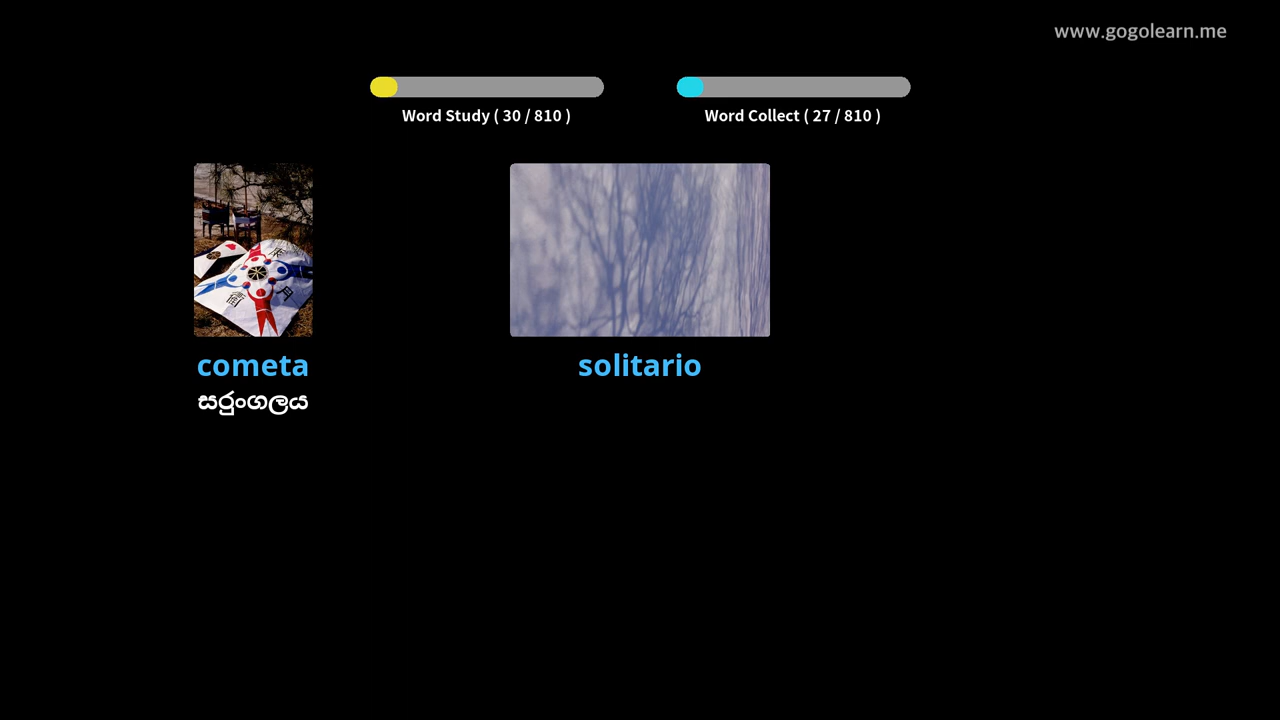 www.gogolearn.me
Word Study ( 30 / 810 )
Word Collect ( 27 / 810 )
cometa
සරුංගලය
solitario